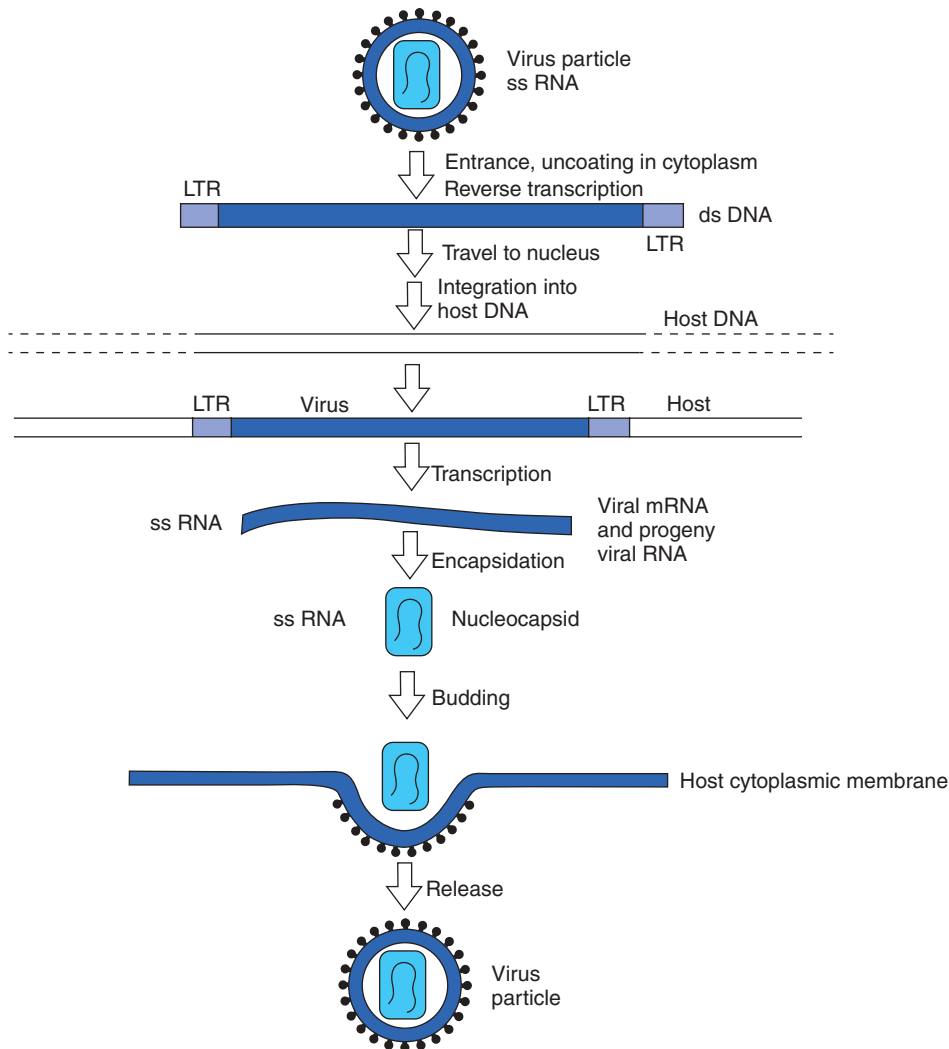 Virus particle
ss RNA
Entrance, uncoating in cytoplasm
Reverse transcription
LTR
ds DNA
LTR
Travel to nucleus
Integration into
host DNA
Host DNA
LTR
Virus
LTR
Host
Transcription
ss RNA
Viral mRNA
and progeny
viral RNA
Encapsidation
ss RNA
Nucleocapsid
Budding
Host cytoplasmic membrane
Release
Virus
particle